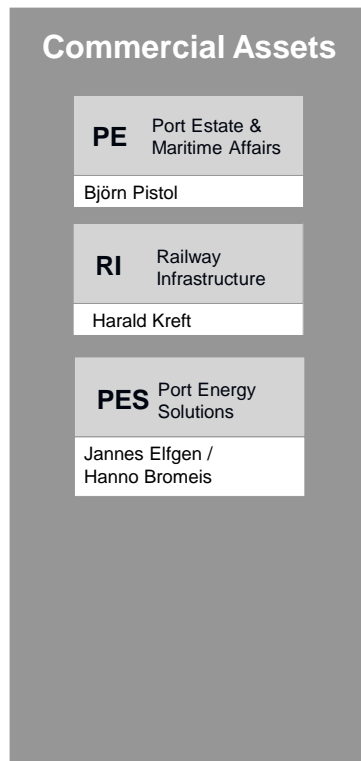 Commercial Assets
PE
Port Estate &
Maritime Affairs
Björn Pistol
RI
Railway
Infrastructure
Harald Kreft
PES
Port Energy
Solutions
Jannes Elfgen /
Hanno Bromeis